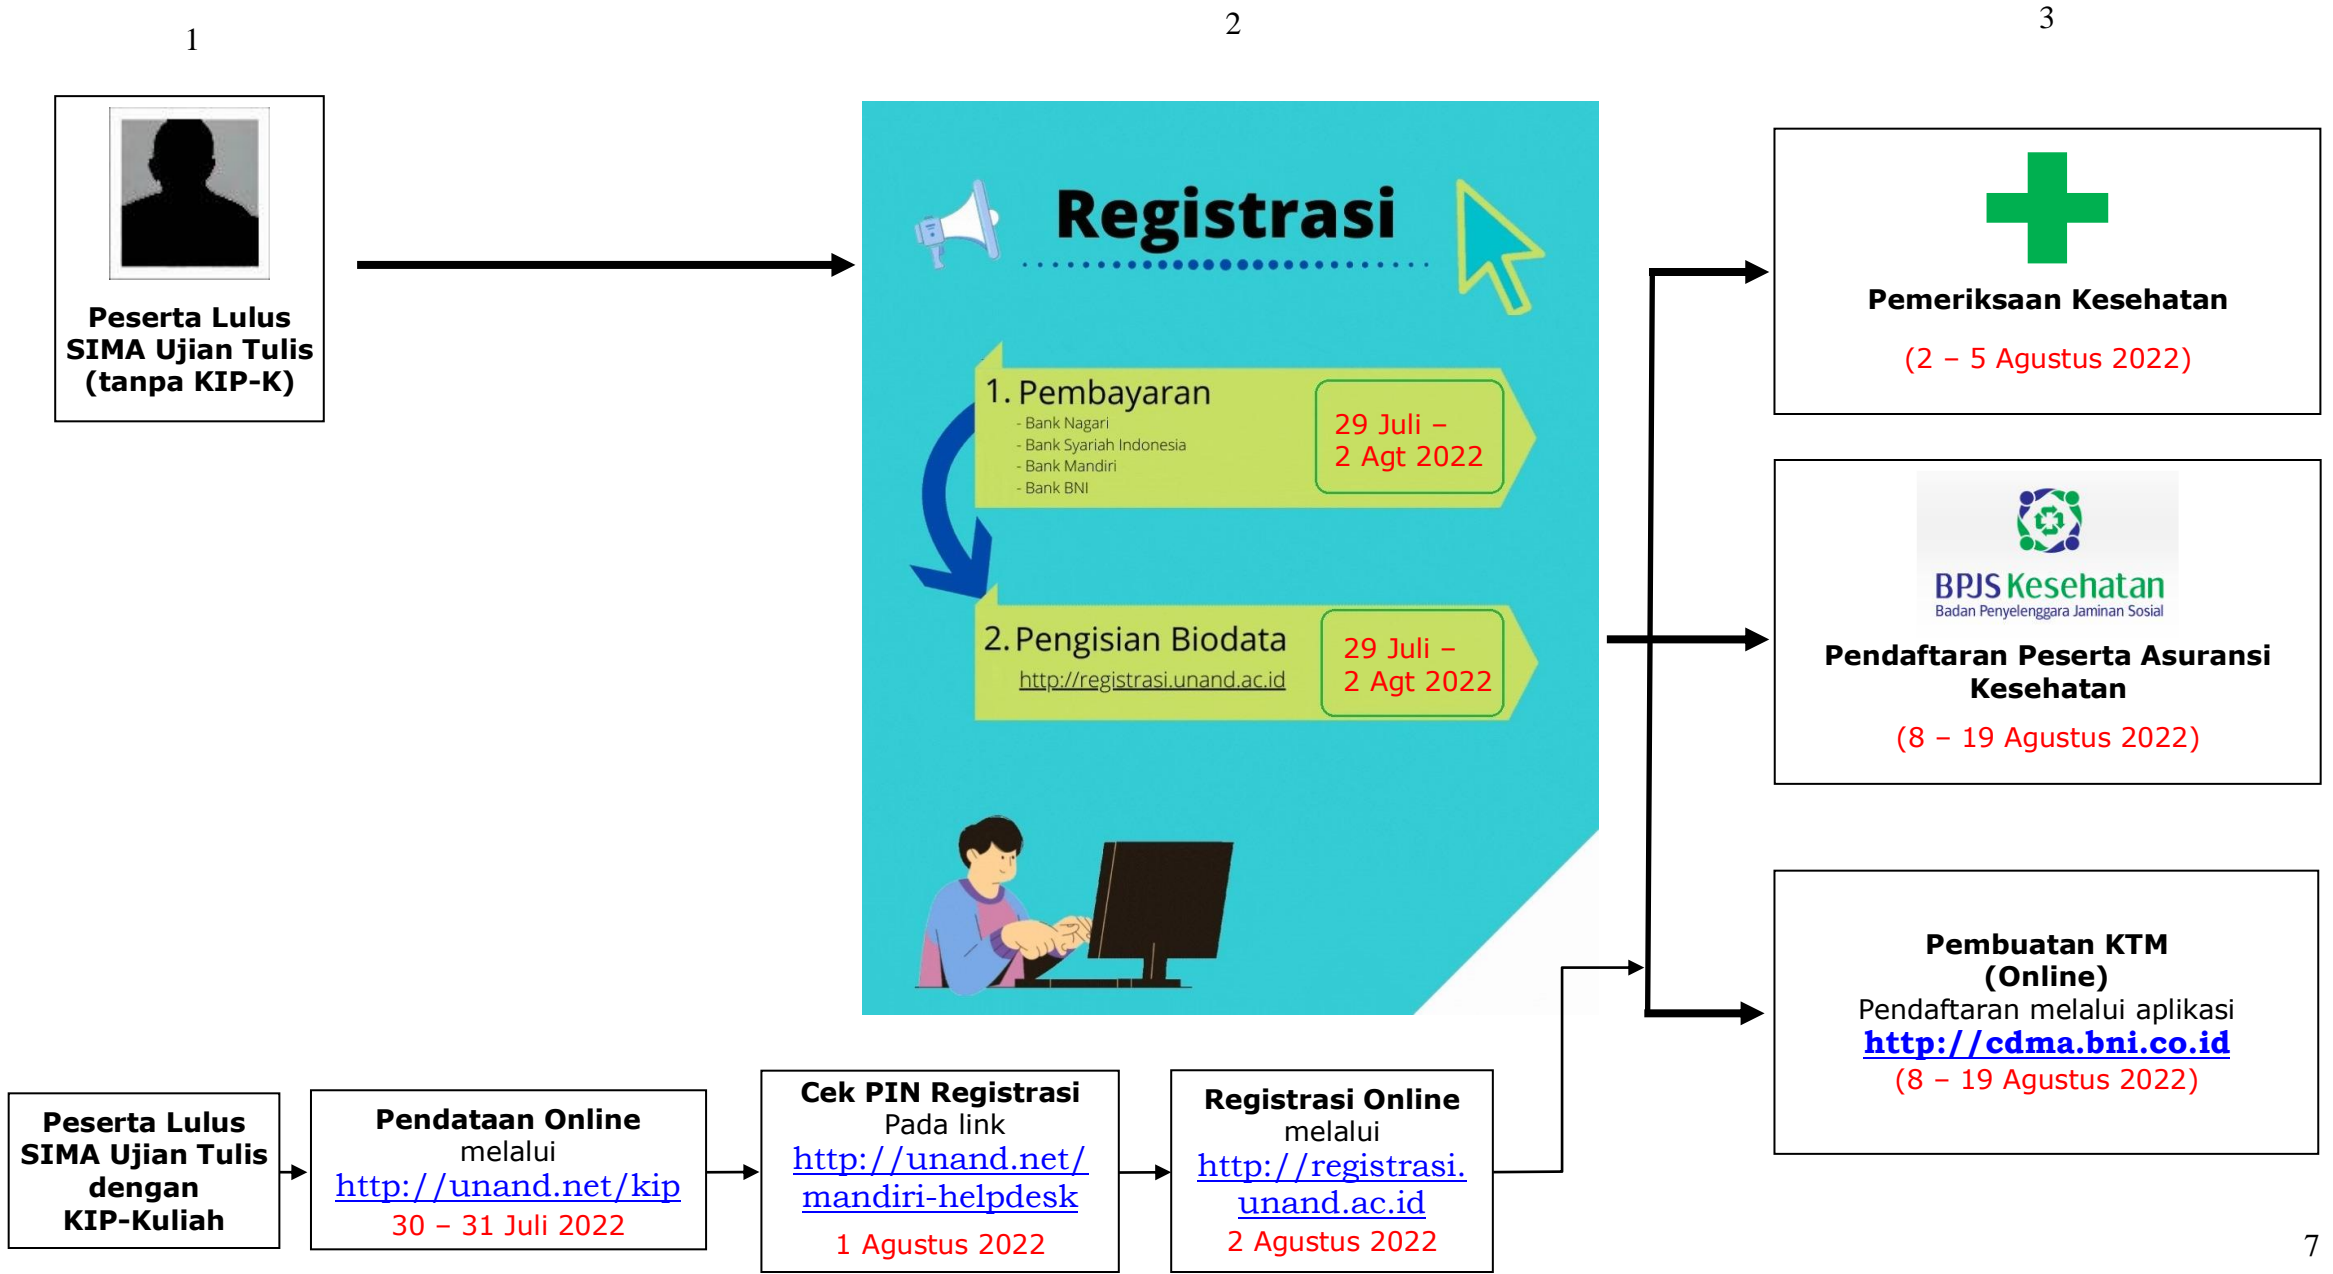 1
2
3
Peserta Lulus
SIMA Ujian Tulis
(tanpa KIP-K)
Registrasi
1. Pembayaran
- Bank Nagari
- Bank Syariah Indonesia
- Bank Mandiri
- Bank BNI
29 Juli –
2 Agt 2022
2. Pengisian Biodata
http://registrasi.unand.ac.id
29 Juli –
2 Agt 2022
Pemeriksaan Kesehatan
(2 – 5 Agustus 2022)
BPJS Kesehatan
Badan Penyelenggara Jaminan Sosial
Pendaftaran Peserta Asuransi
Kesehatan
(8 – 19 Agustus 2022)
Pembuatan KTM
(Online)
Pendaftaran melalui aplikasi
http://cdma.bni.co.id
(8 – 19 Agustus 2022)
Peserta Lulus
SIMA Ujian Tulis
dengan
KIP-Kuliah
Pendataan Online
melalui
http://unand.net/kip
30 – 31 Juli 2022
Cek PIN Registrasi
Pada link
http://unand.net/
mandiri-helpdesk
1 Agustus 2022
Registrasi Online
melalui
http://registrasi.
unand.ac.id
2 Agustus 2022
7